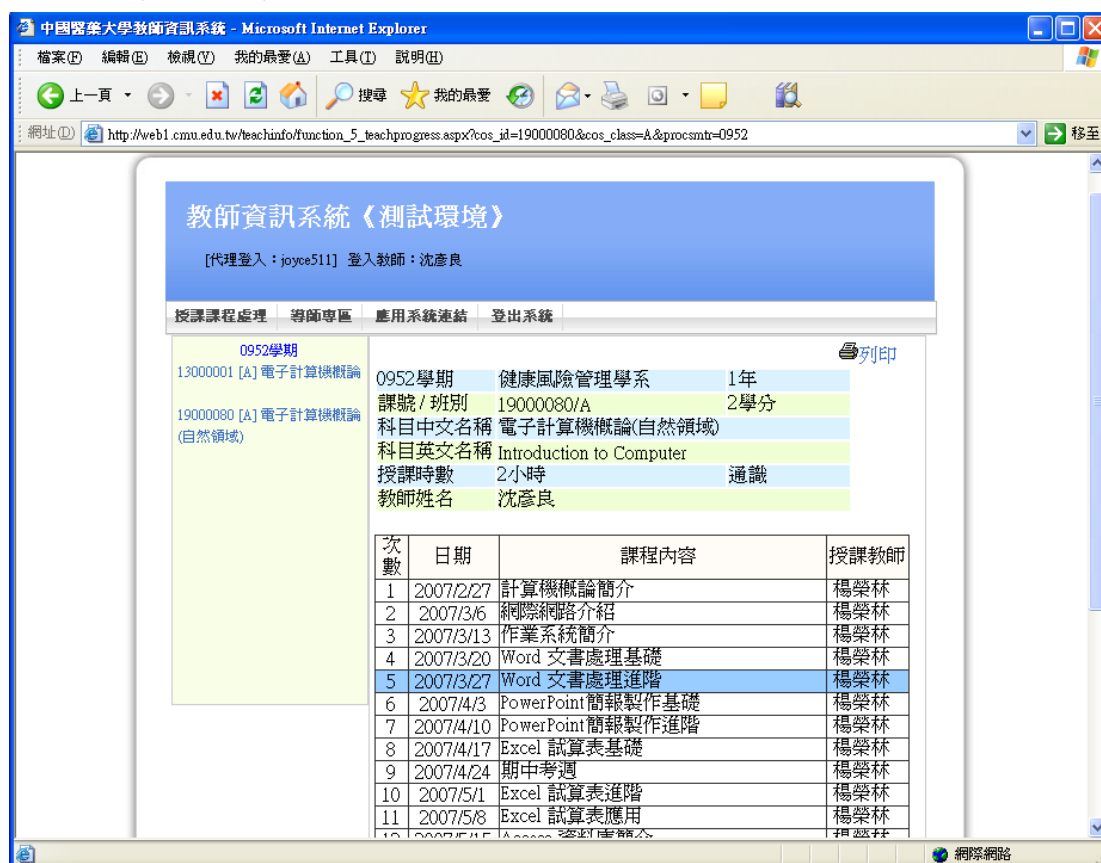 中國醫藥大學教師資訊系統 - Microsoft Internet Explorer
檔案(F) 編輯(E) 檢視(V) 我的最愛(A) 工具(T) 說明(H)
上一頁 搜尋 我的最愛
網址(D) http://web1.cmu.edu.tw/teachinfo/function_5_teachprogress.aspx?cos_id=19000080&cos_class=A&procsmtr=0952 移至
教師資訊系統《測試環境》
[代理登入：joyce511] 登入教師：沈彥良
授課課程處理 導師專區 應用系統連結 登出系統
0952學期
13000001 [A] 電子計算機概論
19000080 [A] 電子計算機概論
(自然領域)
列印
0952學期 健康風險管理學系 1年
課號 / 班別 19000080/A 2學分
科目中文名稱 電子計算機概論(自然領域)
科目英文名稱 Introduction to Computer
授課時數 2小時 通識
教師姓名 沈彥良
次數 日期 課程內容 授課教師
1 2007/2/27 計算機概論簡介 楊榮林
2 2007/3/6 網際網路介紹 楊榮林
3 2007/3/13 作業系統簡介 楊榮林
4 2007/3/20 Word 文書處理基礎 楊榮林
5 2007/3/27 Word 文書處理進階 楊榮林
6 2007/4/3 PowerPoint簡報製作基礎 楊榮林
7 2007/4/10 PowerPoint簡報製作進階 楊榮林
8 2007/4/17 Excel 試算表基礎 楊榮林
9 2007/4/24 期中考週 楊榮林
10 2007/5/1 Excel 試算表進階 楊榮林
11 2007/5/8 Excel 試算表應用 楊榮林
12 2007/5/15 Access 資料庫簡介 楊榮林
網際網路